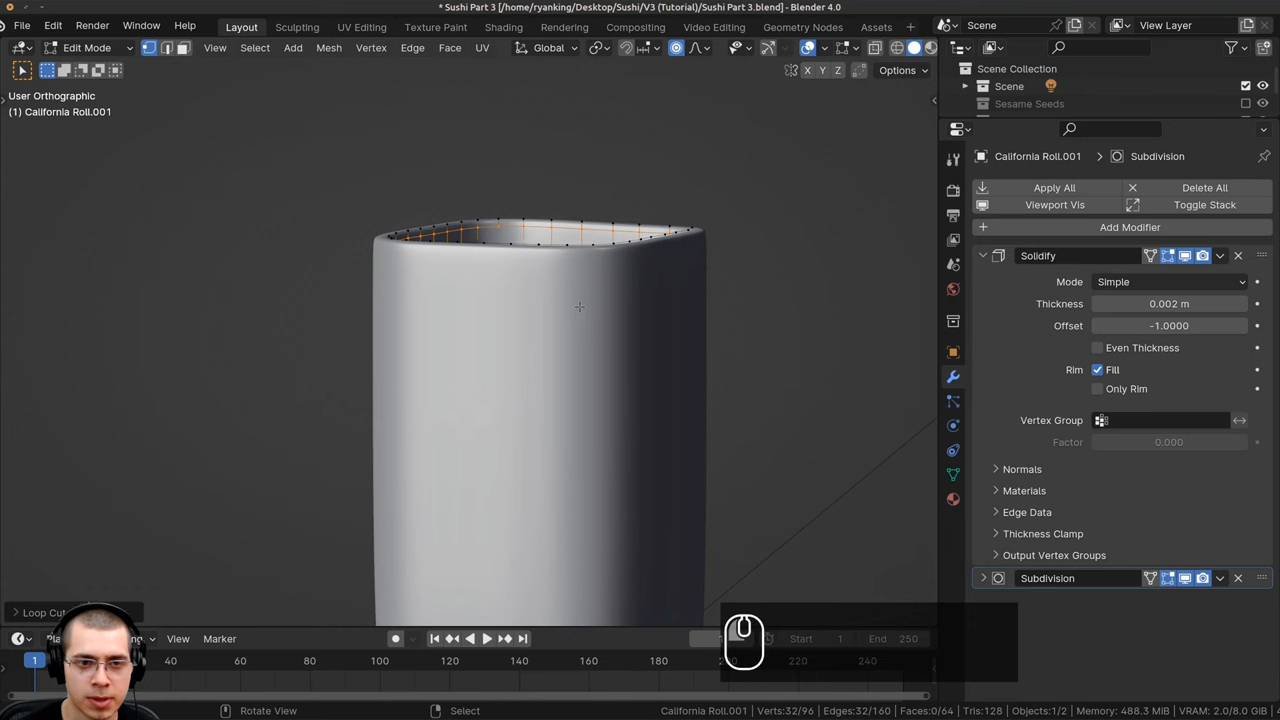 * Sushi Part 3 [/home/ryanking/Desktop/Sushi/V3 (Tutorial)/Sushi Part 3.blend] - Blender 4.0
File Edit Render Window Help Layout Sculpting UV Editing Texture Paint Shading Rendering Compositing Video Editing Geometry Nodes Assets Scene View Layer
Edit Mode View Select Add Mesh Vertex Edge Face UV Global
X Y Z Options
User Orthographic
(1) California Roll.001
Scene Collection
Scene
Sesame Seeds
California Roll.001 > Subdivision
Apply All Delete All
Viewport Vis Toggle Stack
Add Modifier
Solidify
Mode Simple
Thickness 0.002 m
Offset -1.0000
Even Thickness
Rim Fill
Only Rim
Vertex Group
Factor 0.000
Normals
Materials
Edge Data
Thickness Clamp
Output Vertex Groups
Subdivision
Loop Cut
View Marker Start 1 End 250
1 40 60 80 100 120 140 160 180 200 220 240
Rotate View Select California Roll.001 | Verts:32/96 | Edges:32/160 | Faces:0/64 | Tris:128 | Objects:1/2 | Memory: 488.3 MiB | VRAM: 2.0/8.0 GiB